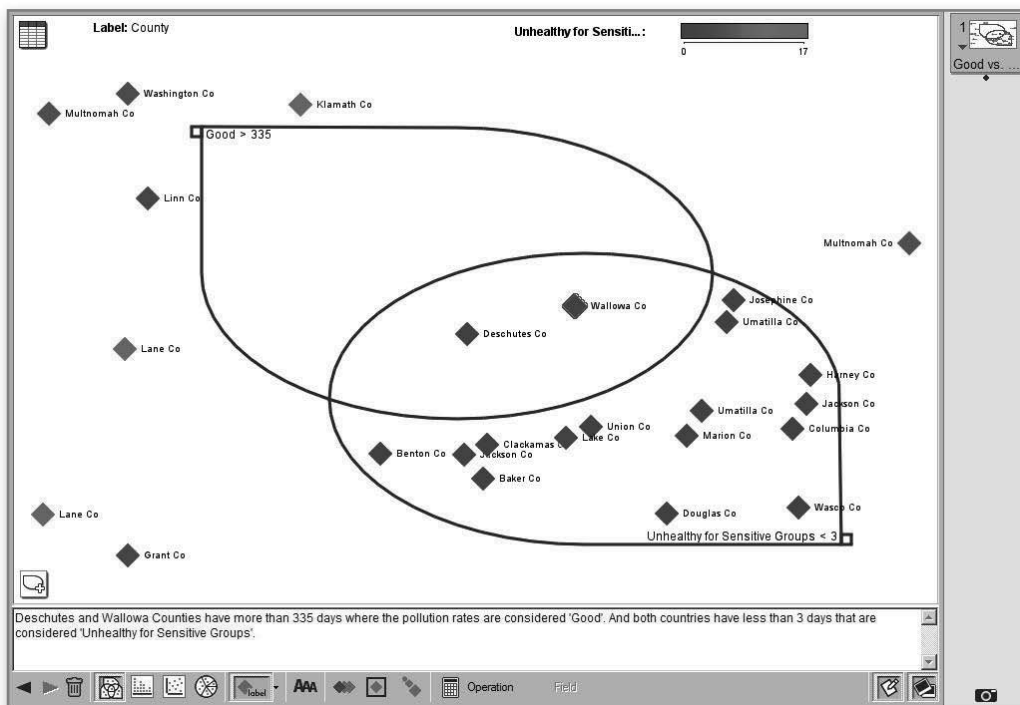 Label: County
Unhealthy for Sensiti...:
0
17
1
Good vs. ...
Washington Co
Multnomah Co
Klamath Co
Good > 335
Linn Co
Multnomah Co
Wallowa Co
Josephine Co
Umatilla Co
Deschutes Co
Lane Co
Harney Co
Jackson Co
Umatilla Co
Columbia Co
Union Co
Lake Co
Marion Co
Clackamas C
Benton Co
Jackson Co
Baker Co
Lane Co
Douglas Co
Wasco Co
Unhealthy for Sensitive Groups < 3
Grant Co
Deschutes and Wallowa Counties have more than 335 days where the pollution rates are considered 'Good'. And both countries have less than 3 days that are
considered 'Unhealthy for Sensitive Groups'.
label
AAA
Operation
Field